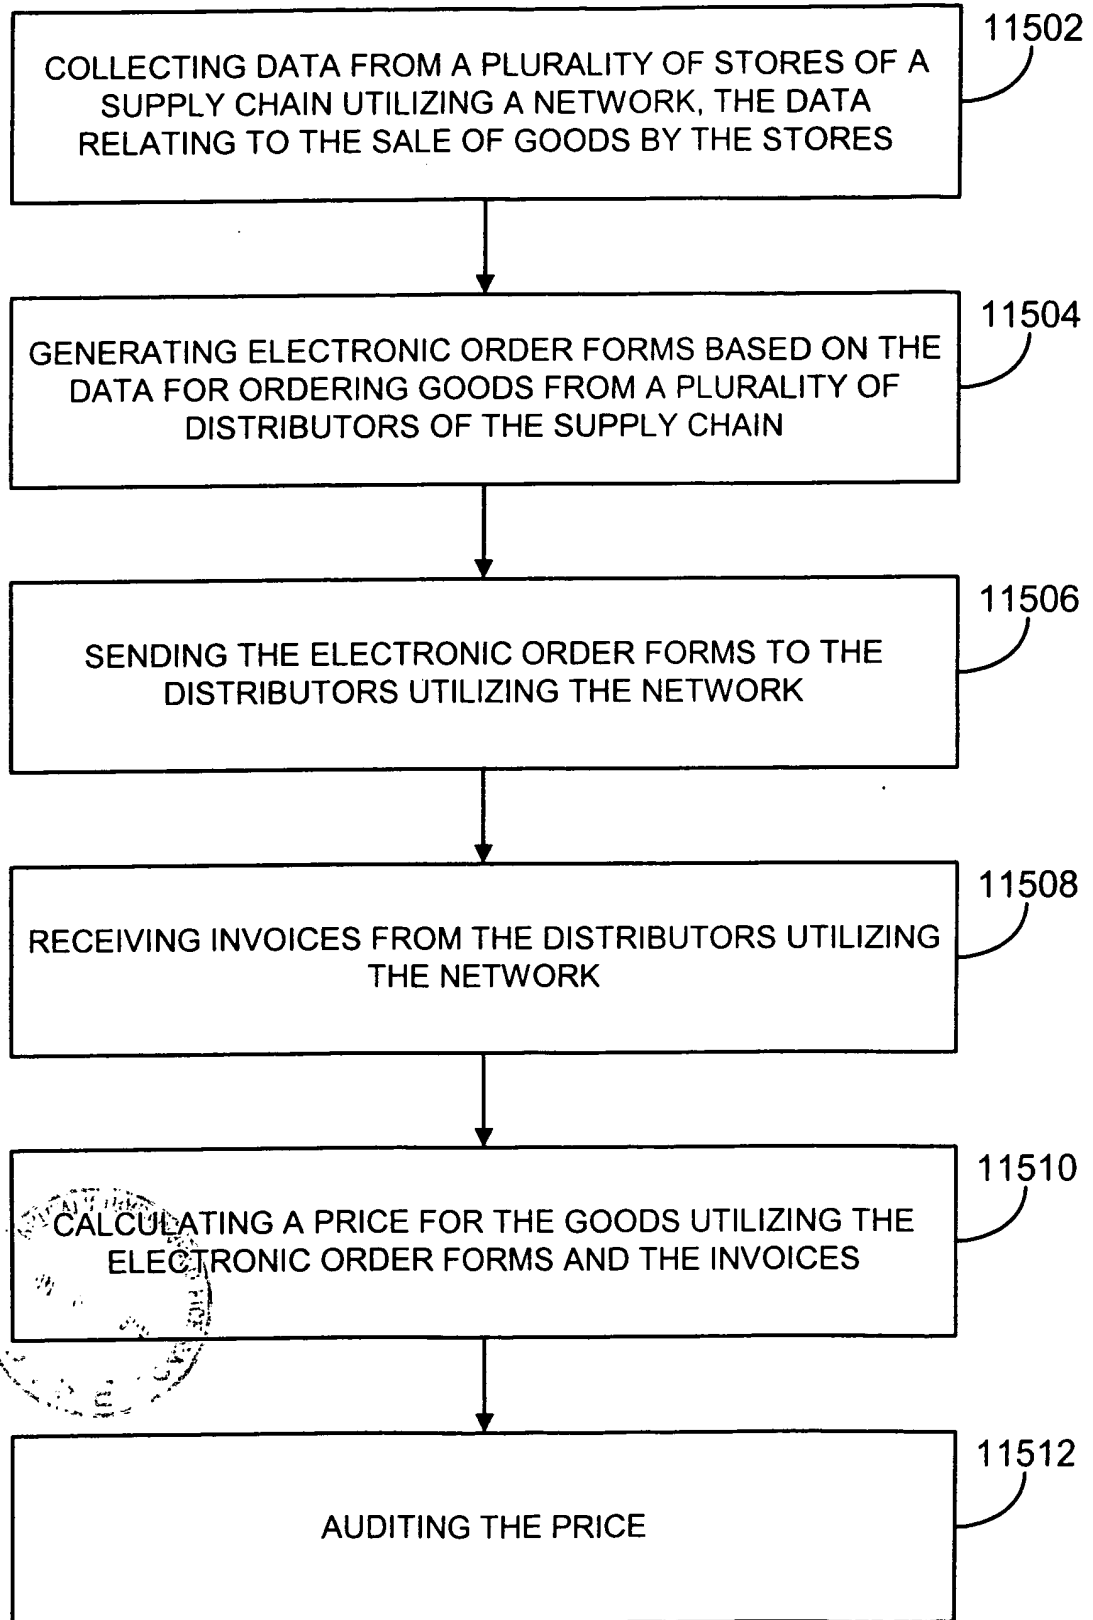 11502
COLLECTING DATA FROM A PLURALITY OF STORES OF A
SUPPLY CHAIN UTILIZING A NETWORK, THE DATA
RELATING TO THE SALE OF GOODS BY THE STORES
11504
GENERATING ELECTRONIC ORDER FORMS BASED ON THE
DATA FOR ORDERING GOODS FROM A PLURALITY OF
DISTRIBUTORS OF THE SUPPLY CHAIN
11506
SENDING THE ELECTRONIC ORDER FORMS TO THE
DISTRIBUTORS UTILIZING THE NETWORK
11508
RECEIVING INVOICES FROM THE DISTRIBUTORS UTILIZING
THE NETWORK
11510
CALCULATING A PRICE FOR THE GOODS UTILIZING THE
ELECTRONIC ORDER FORMS AND THE INVOICES
11512
AUDITING THE PRICE